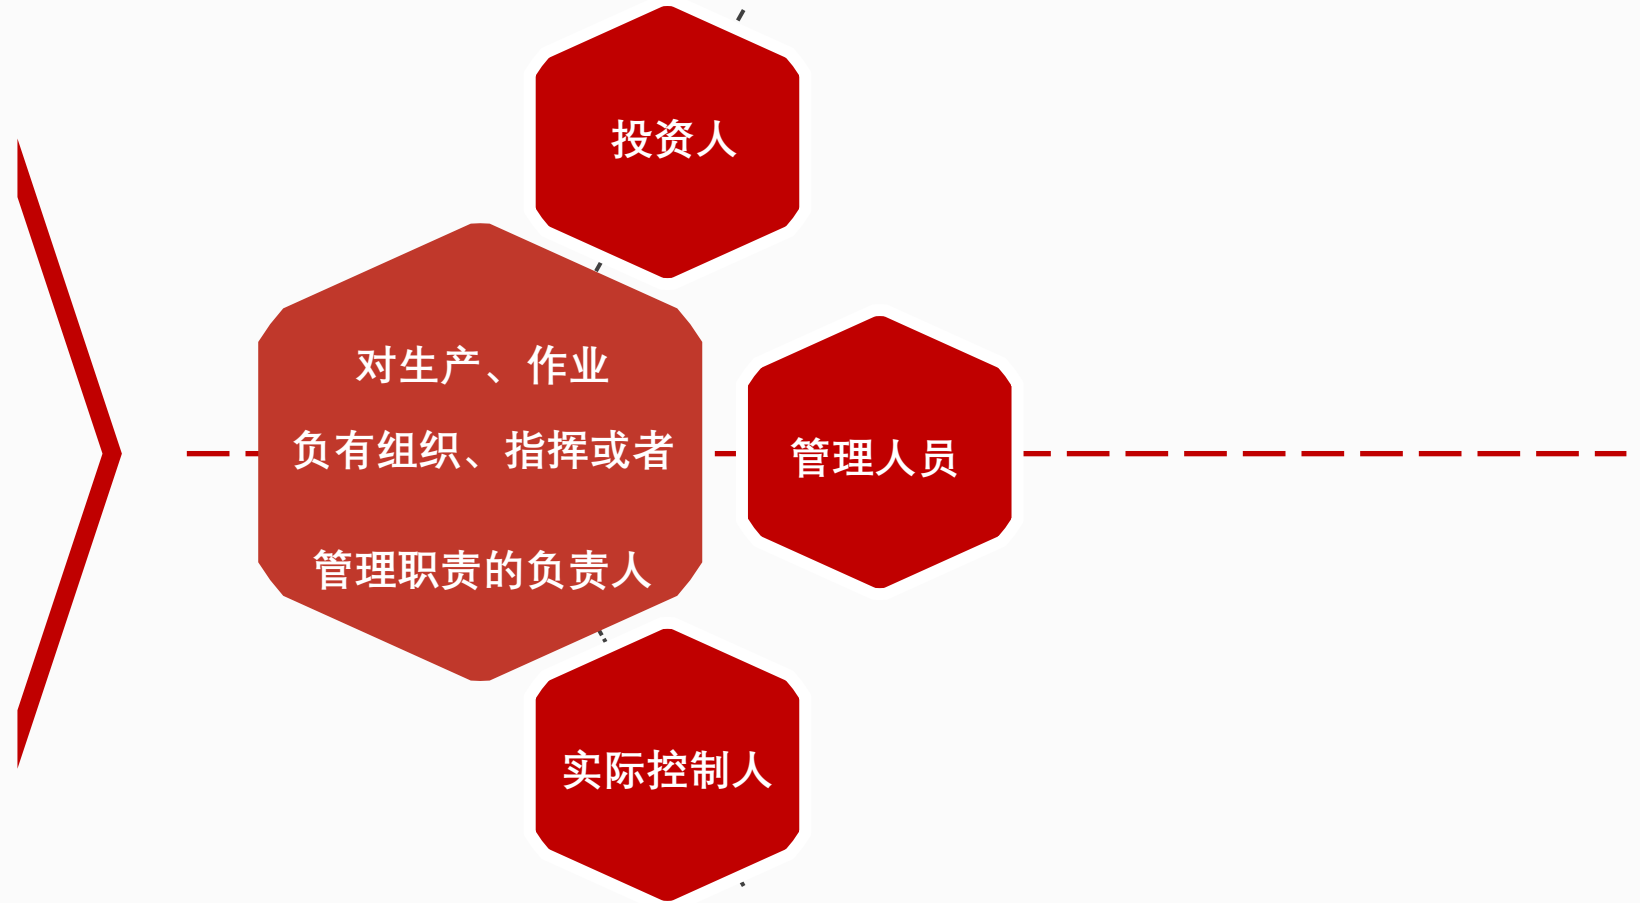 投资人
对生产、作业
负有组织、指挥或者
管理职责的负责人
管理人员
实际控制人